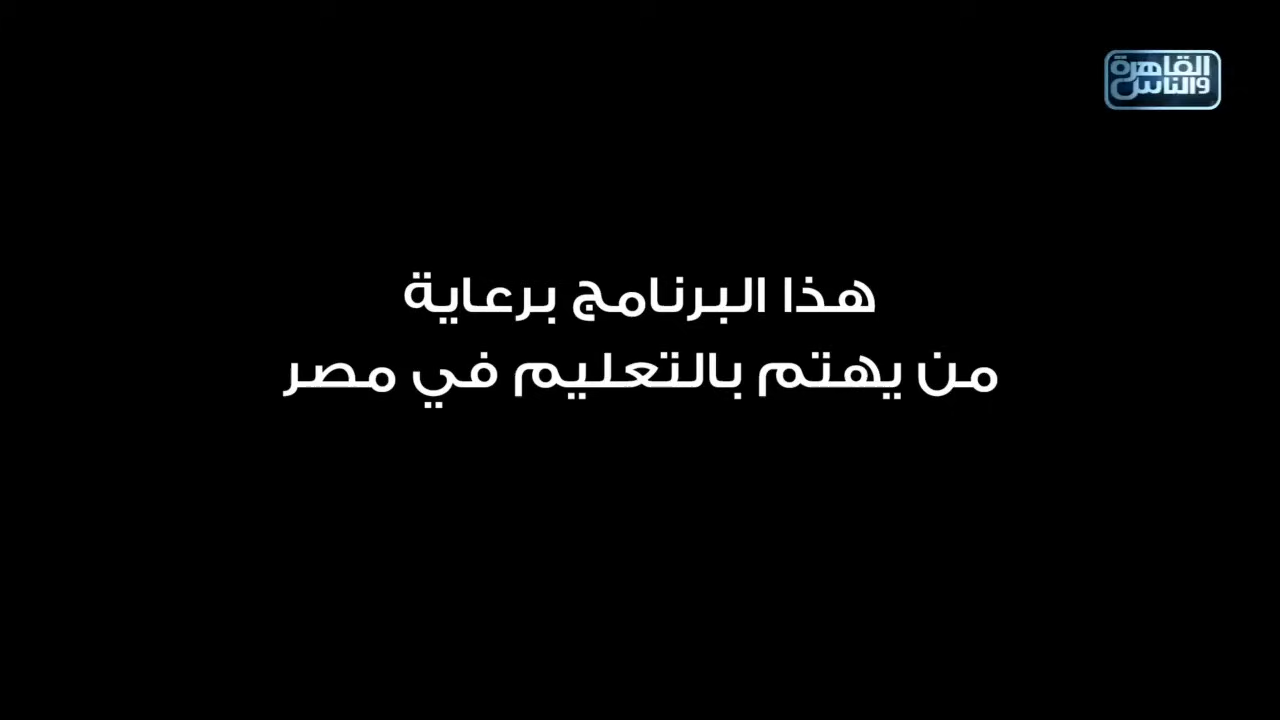 القاهرة
والناس
هذا البرنامج برعاية
من يهتم بالتعليم في مصر